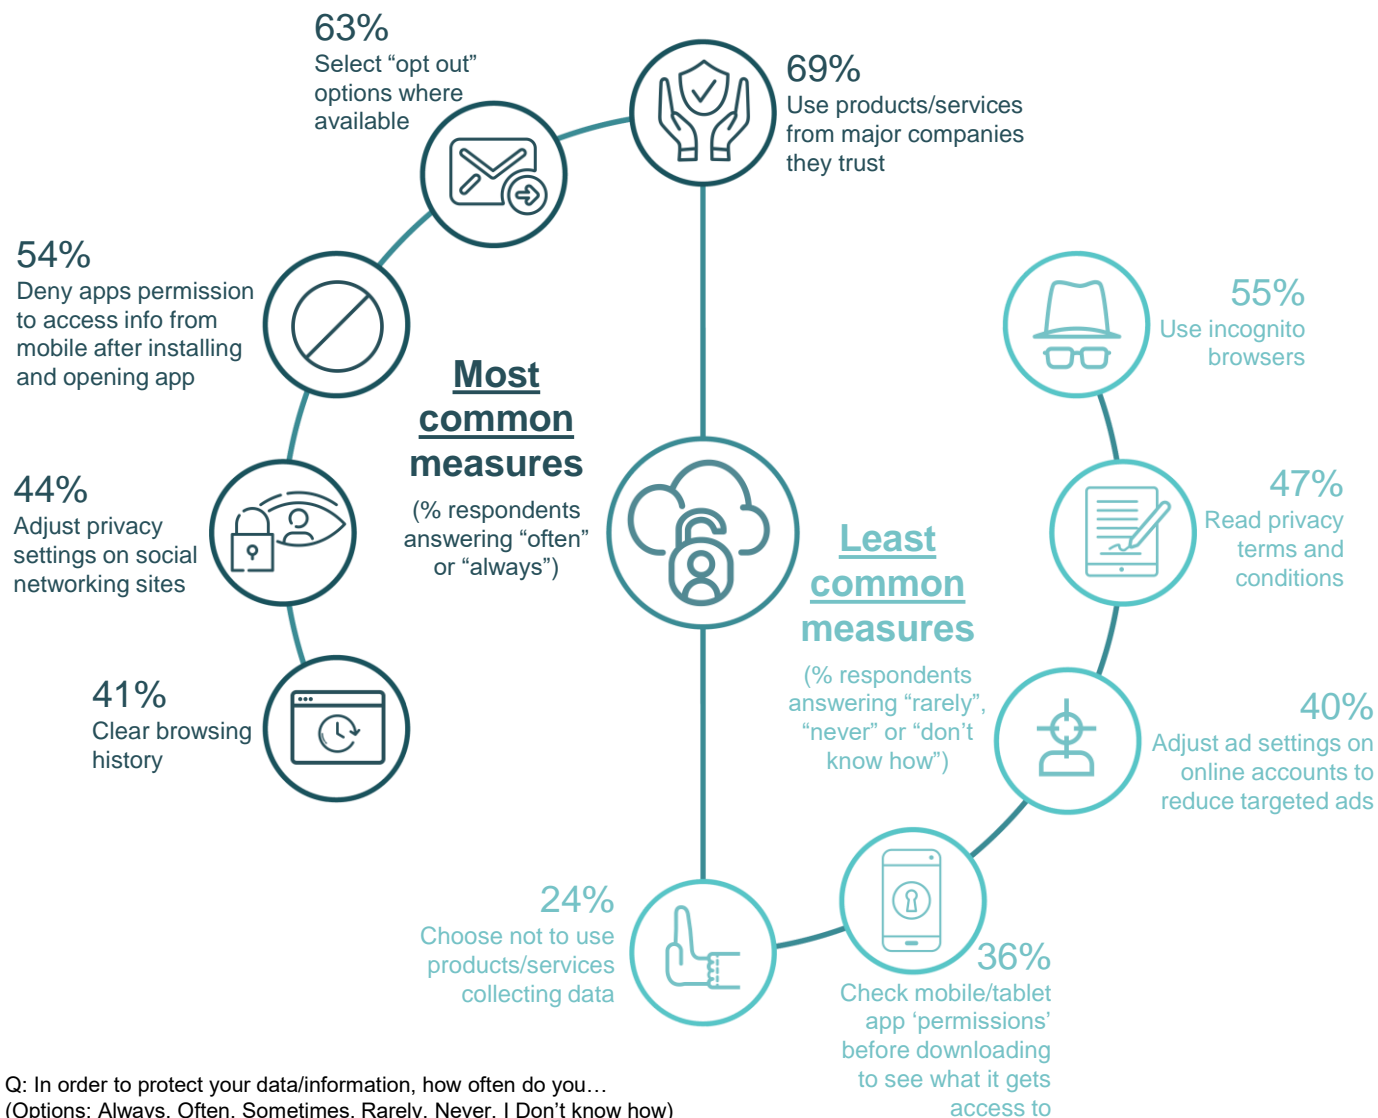 63%
Select “opt out”
options where
available
69%
Use products/services
from major companies
they trust
54%
Deny apps permission
to access info from
mobile after installing
and opening app
44%
Adjust privacy
settings on social
networking sites
41%
Clear browsing
history
Most
common
measures
(% respondents
answering “often”
or “always”)
Least
common
measures
(% respondents
answering “rarely”,
“never” or “don’t
know how”)
55%
Use incognito
browsers
47%
Read privacy
terms and
conditions
40%
Adjust ad settings on
online accounts to
reduce targeted ads
36%
Check mobile/tablet
app ‘permissions’
before downloading
to see what it gets
access to
24%
Choose not to use
products/services
collecting data
Q: In order to protect your data/information, how often do you…
(Options: Always, Often, Sometimes, Rarely, Never, I Don’t know how)